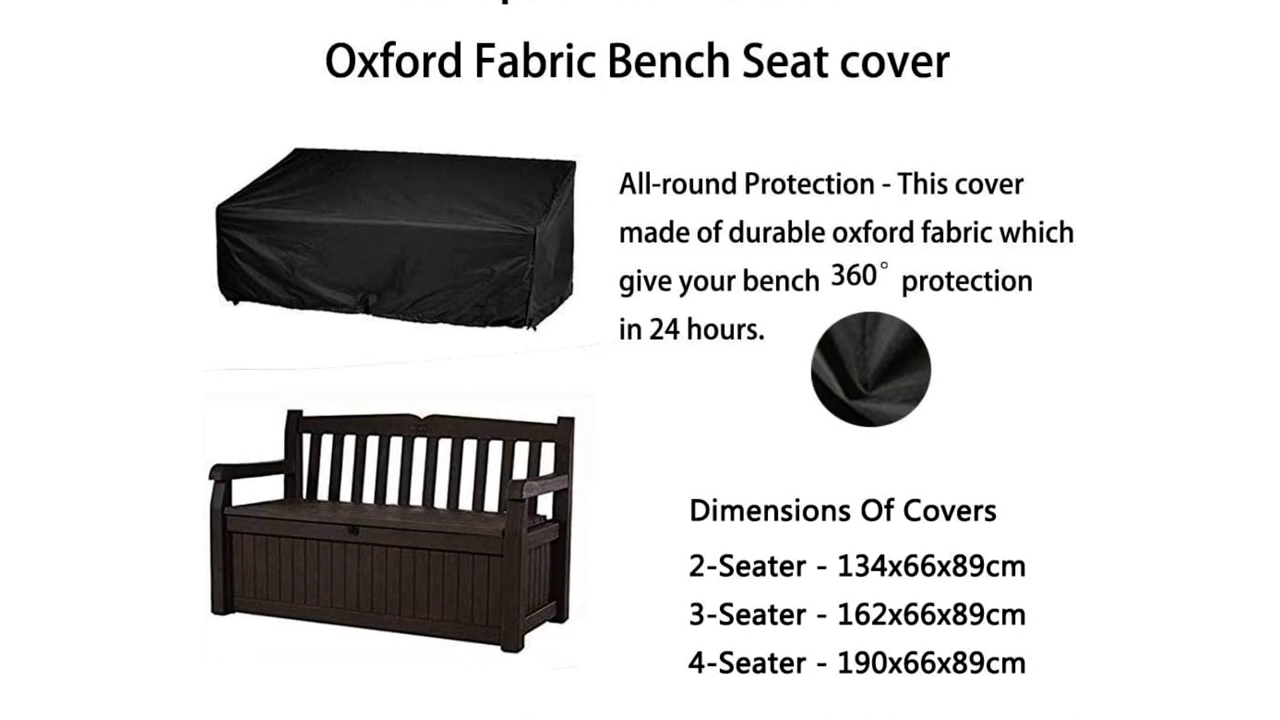 Oxford Fabric Bench Seat cover
All-round Protection - This cover
made of durable oxford fabric which
give your bench 360° protection
in 24 hours.
Dimensions Of Covers
2-Seater - 134x66x89cm
3-Seater - 162x66x89cm
4-Seater - 190x66x89cm